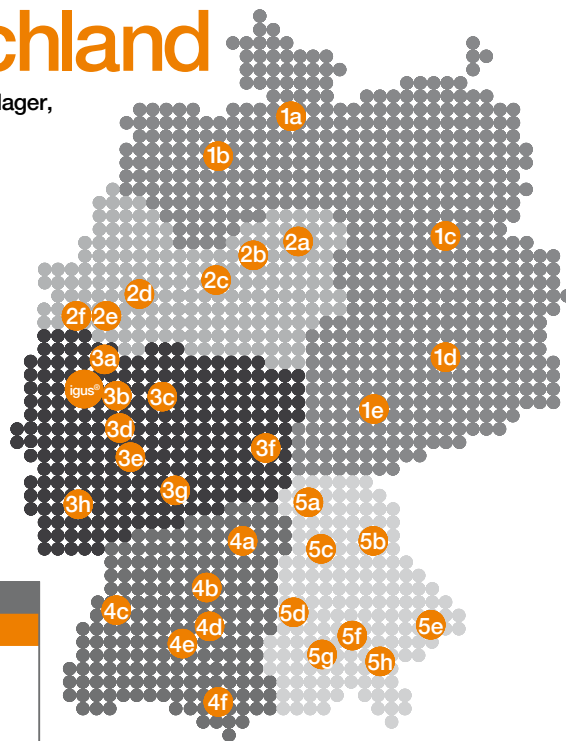 chland
lager,
1a
1b
1c
2a
2b
2c
2d
2f 2e
3a
1d
igus® 3b 3c
1e
3d
3f
3e
3g
3h
5a
4a
5c
5b
4b
4c
5d
4d
5e
5f
4e
5g
5h
4f